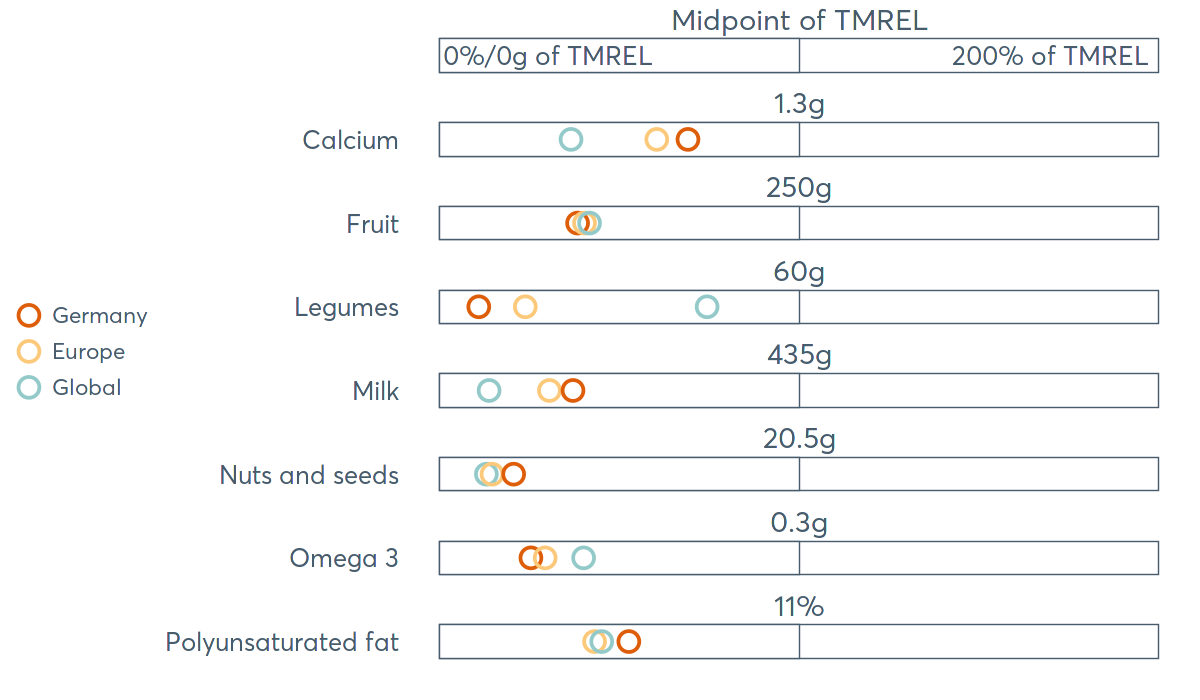 Midpoint of TMREL
0%/0g of TMREL 200% of TMREL
1.3g
Calcium
250g
Fruit
60g
Legumes
Germany
Europe
Global
435g
Milk
20.5g
Nuts and seeds
0.3g
Omega 3
11%
Polyunsaturated fat